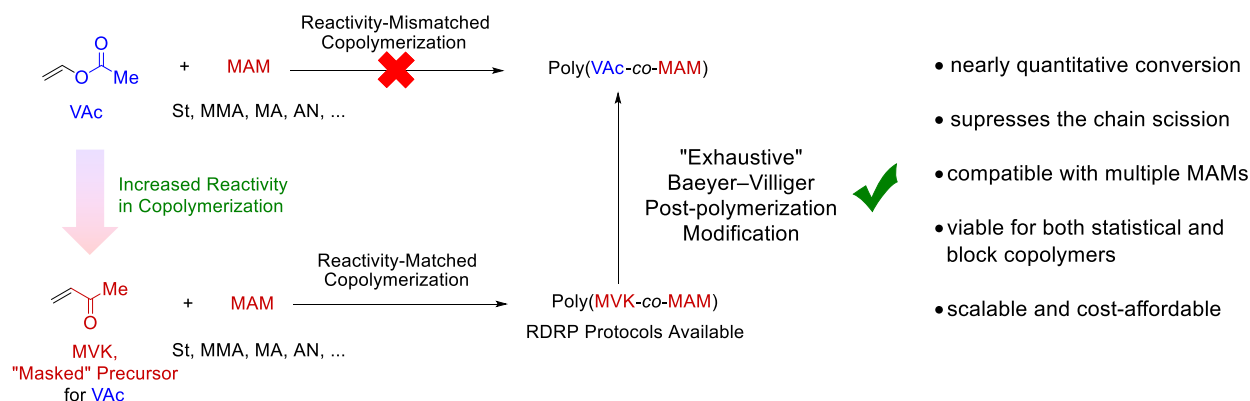 Reactivity-Mismatched
Copolymerization
O
O
Me
+
MAM
VAc
St, MMA, MA, AN, ...
Poly(VAc-co-MAM)
Increased Reactivity
in Copolymerization
"Exhaustive"
Baeyer–Villiger
Post-polymerization
Modification
Reactivity-Matched
Copolymerization
Me
O
+
MAM
MVK,
"Masked" Precursor
for VAc
St, MMA, MA, AN, ...
Poly(MVK-co-MAM)
RDRP Protocols Available
• nearly quantitative conversion
• supresses the chain scission
• compatible with multiple MAMs
• viable for both statistical and
block copolymers
• scalable and cost-affordable